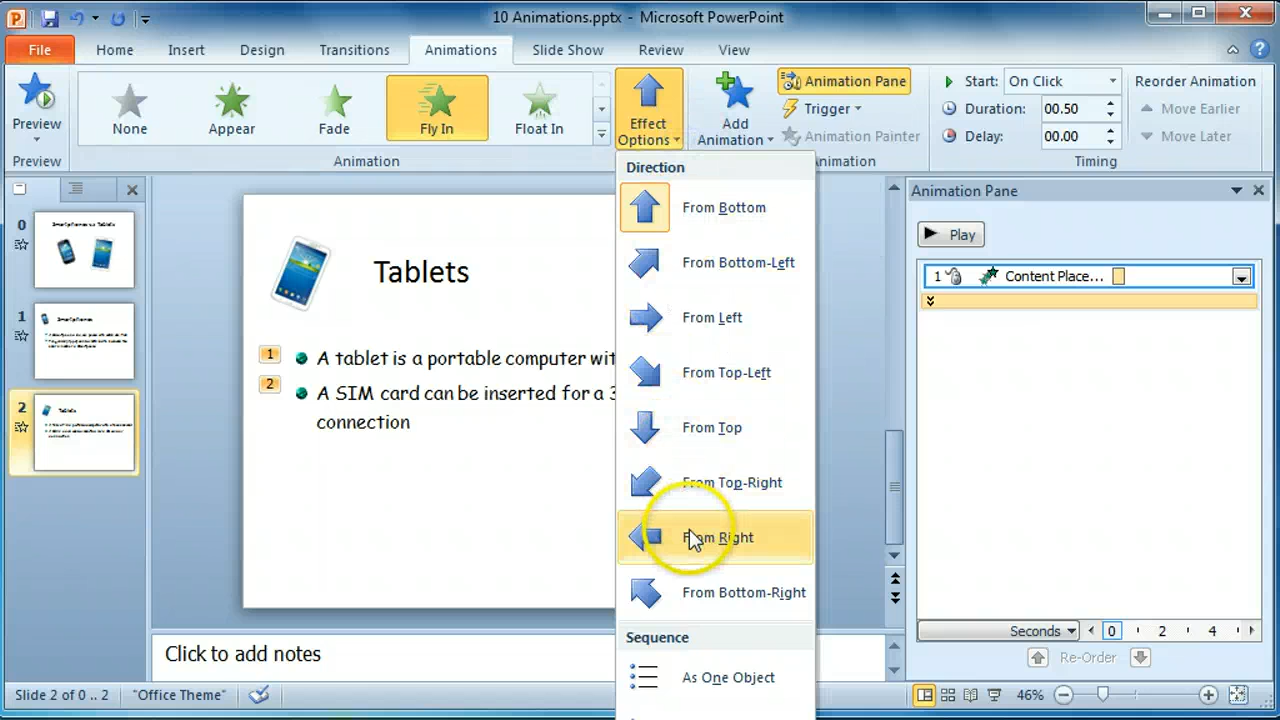 10 Animations.pptx - Microsoft PowerPoint
File Home Insert Design Transitions Animations Slide Show Review View
Preview
None Appear Fade Fly In Float In
Effect Options
Add Animation
Animation Pane
Trigger
Animation Painter
Start: On Click
Duration: 00.50
Delay: 00.00
Reorder Animation
Move Earlier
Move Later
Preview Animation Animation Timing
Direction
From Bottom
From Bottom-Left
From Left
From Top-Left
From Top
From Top-Right
From Right
From Bottom-Right
Sequence
As One Object
0
Smartphones vs Tablets
1
Smartphones
2
Tablets
Tablets
1 A tablet is a portable computer wit
2 A SIM card can be inserted for a 3
connection
Click to add notes
Animation Pane
Play
1 Content Place...
Seconds 0 2 4
Re-Order
Slide 2 of 0 .. 2 "Office Theme" 46%